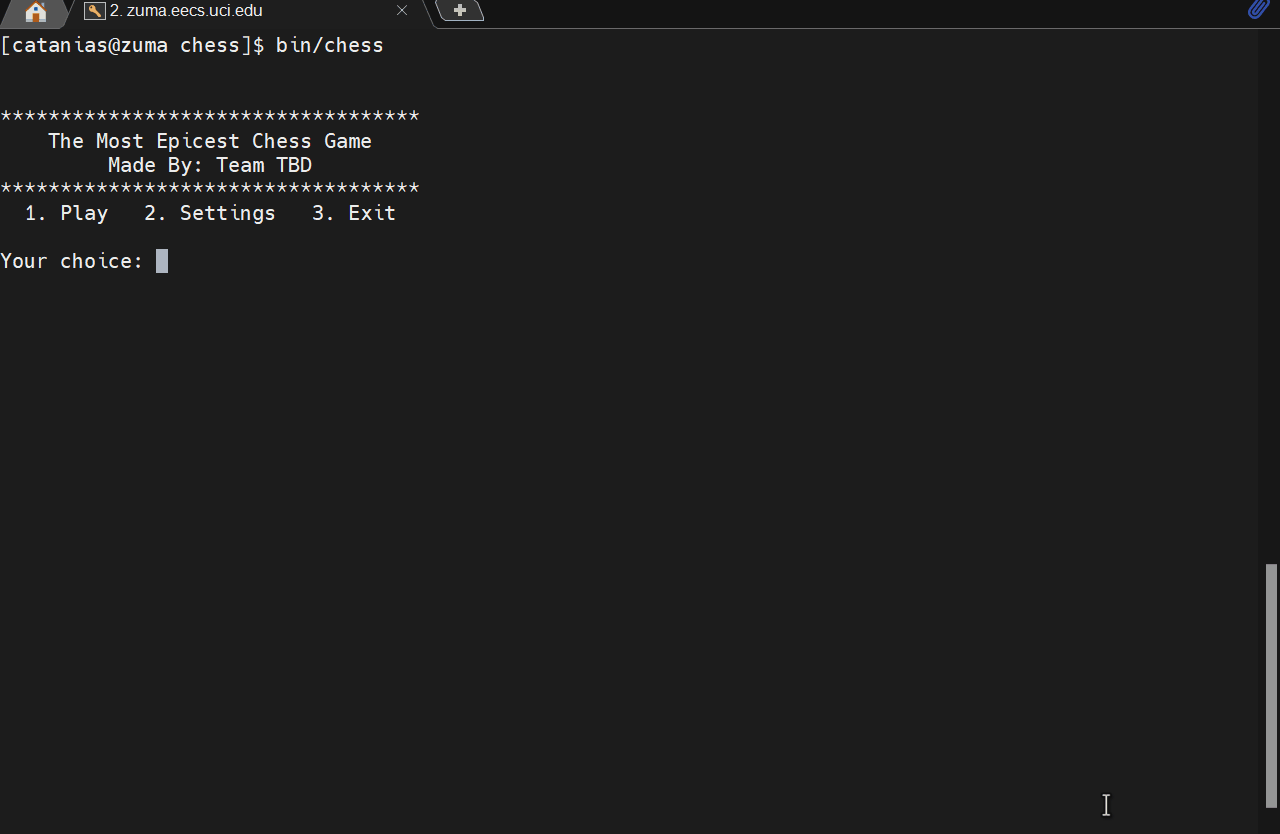 2. zuma.eecs.uci.edu
[catanias@zuma chess]$ bin/chess
***********************************
The Most Epicest Chess Game
Made By: Team TBD
***********************************
1. Play   2. Settings   3. Exit
Your choice: